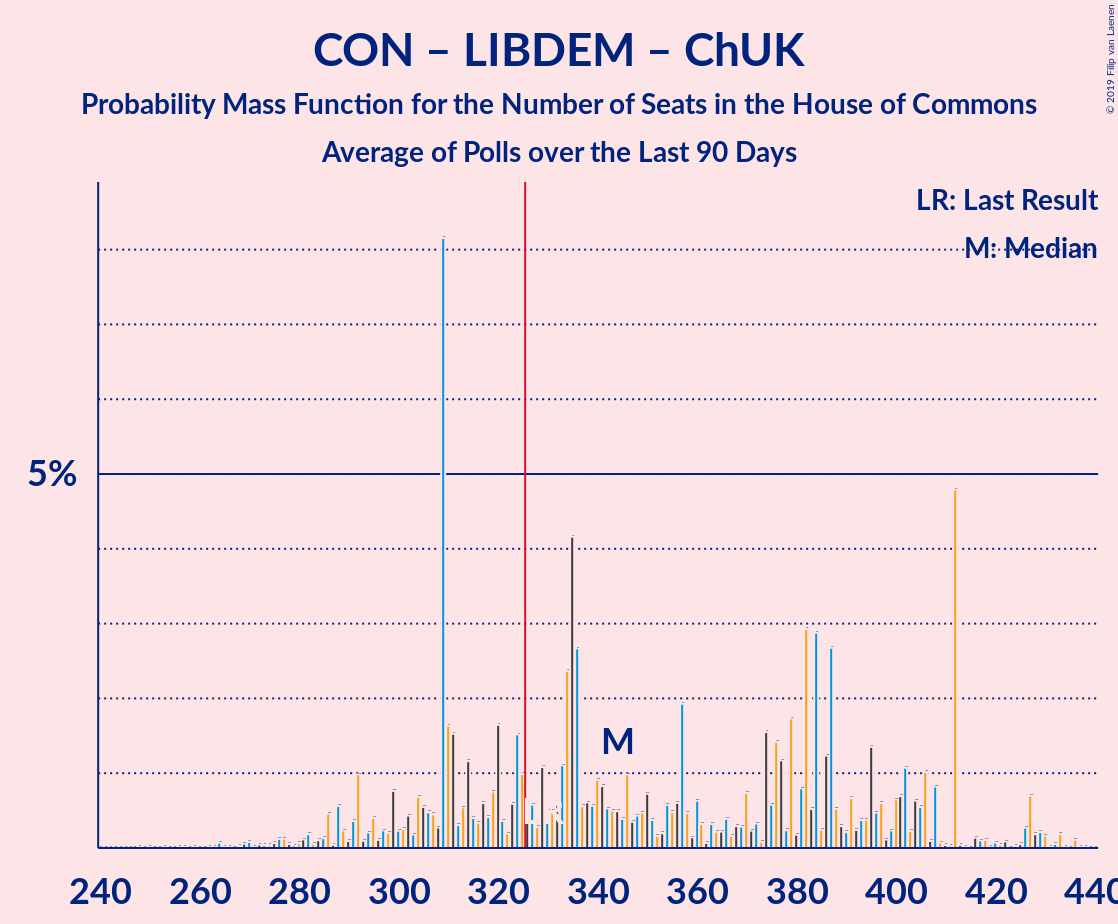 CON – LIBDEM – ChUK
Probability Mass Function for the Number of Seats in the House of Commons
Average of Polls over the Last 90 Days
© 2019 Filip van Laenen
LR: Last Result
M: Median
5%
M
LR
240 260 280 300 320 340 360 380 400 420 440